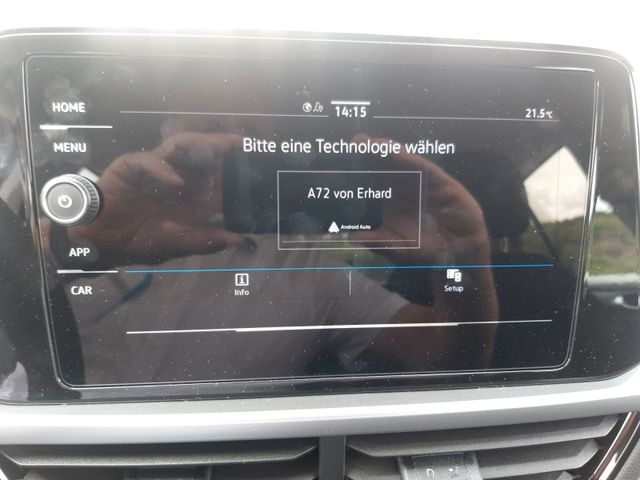 HOME
14:15
21.5°C
MENU
Bitte eine Technologie wählen
A72 von Erhard
Android Auto
APP
CAR
Info
Setup